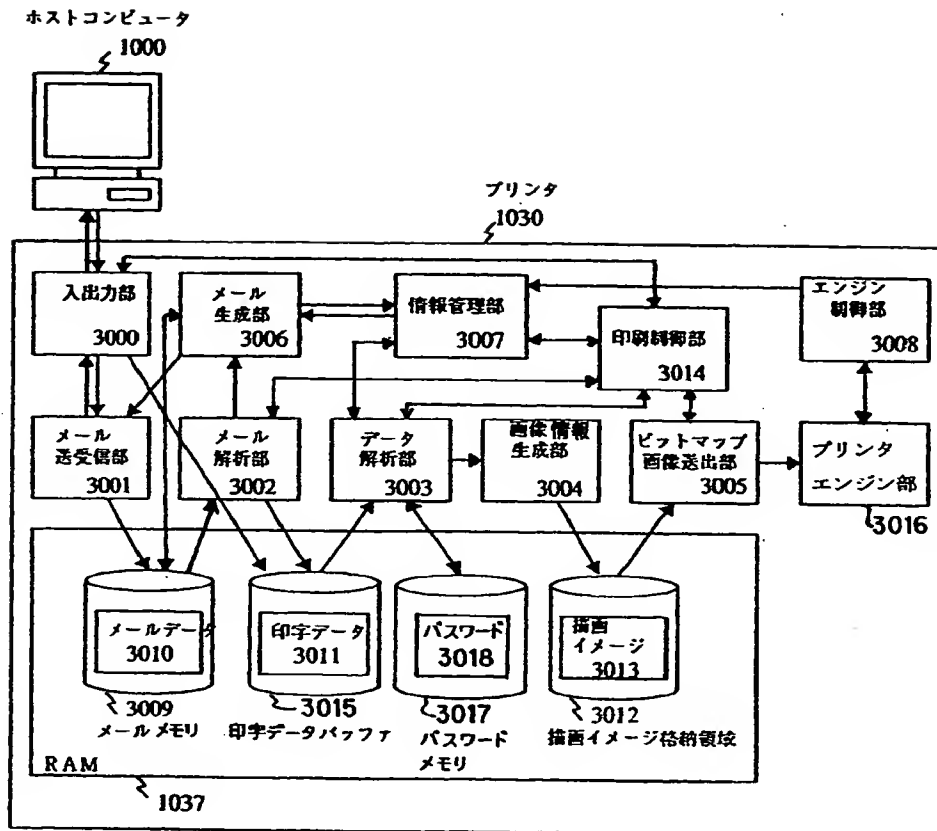 ホストコンピュータ
1000
プリンタ
1030
入出力部
3000
メール
生成部
3006
情報管理部
3007
印刷制御部
3014
エンジン
制御部
3008
メール
送受信部
3001
メール
解析部
3002
データ
解析部
3003
画像情報
生成部
3004
ビットマップ
画像送出部
3005
プリンタ
エンジン部
3016
メールデータ
3010
印字データ
3011
パスワード
3018
描画
イメージ
3013
3009
メールメモリ
3015
印字データバッファ
3017
パスワード
メモリ
3012
描画イメージ格納領域
RAM
1037